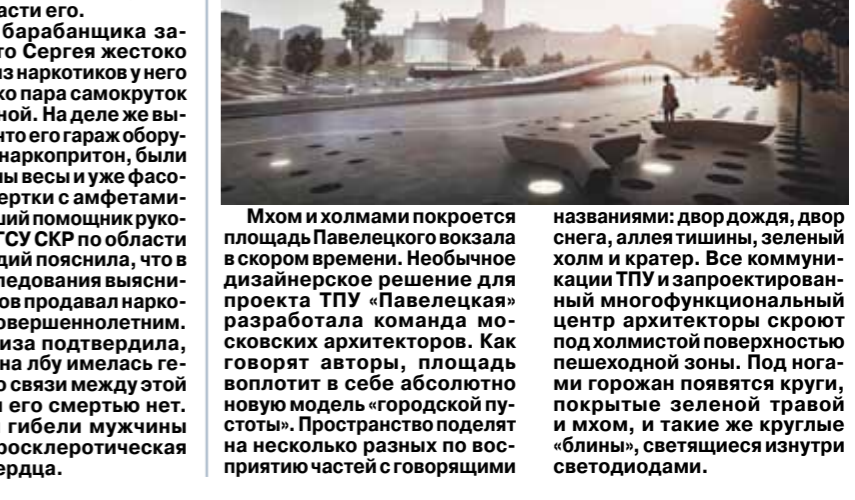 асти его.
барабанщика за-
то Сергея жестоко
из наркотиков у него
ко пара самокруток
ной. На деле же вы-
что его гараж обору-
наркопритон, были
ны весы и уже фасо-
ертки с амфетами-
ший помощник руко-
ГСУ СКР по области
дий пояснила, что в
ледования выясни-
ов продавал нарко-
овершеннолетним.
иза подтвердила,
на лбу имелась ге-
о связи между этой
и его смертью нет.
гибели мужчины
росклеротическая
ердца.
Мхом и холмами покроется
площадь Павелецкого вокзала
в скором времени. Необычное
дизайнерское решение для
проекта ТПУ «Павелецкая»
разработала команда мо-
сковских архитекторов. Как
говорят авторы, площадь
воплотит в себе абсолютно
новую модель «городской пу-
стоты». Пространство поделят
на несколько разных по вос-
приятию частей с говорящими
названиями: двор дождя, двор
снега, аллея тишины, зеленый
холм и кратер. Все коммуни-
кации ТПУ и запроектирован-
ный многофункциональный
центр архитекторы скроют
под холмистой поверхностью
пешеходной зоны. Под нога-
ми горожан появятся круги,
покрытые зеленой травой
и мхом, и такие же круглые
«блины», светящиеся изнутри
светодиодами.